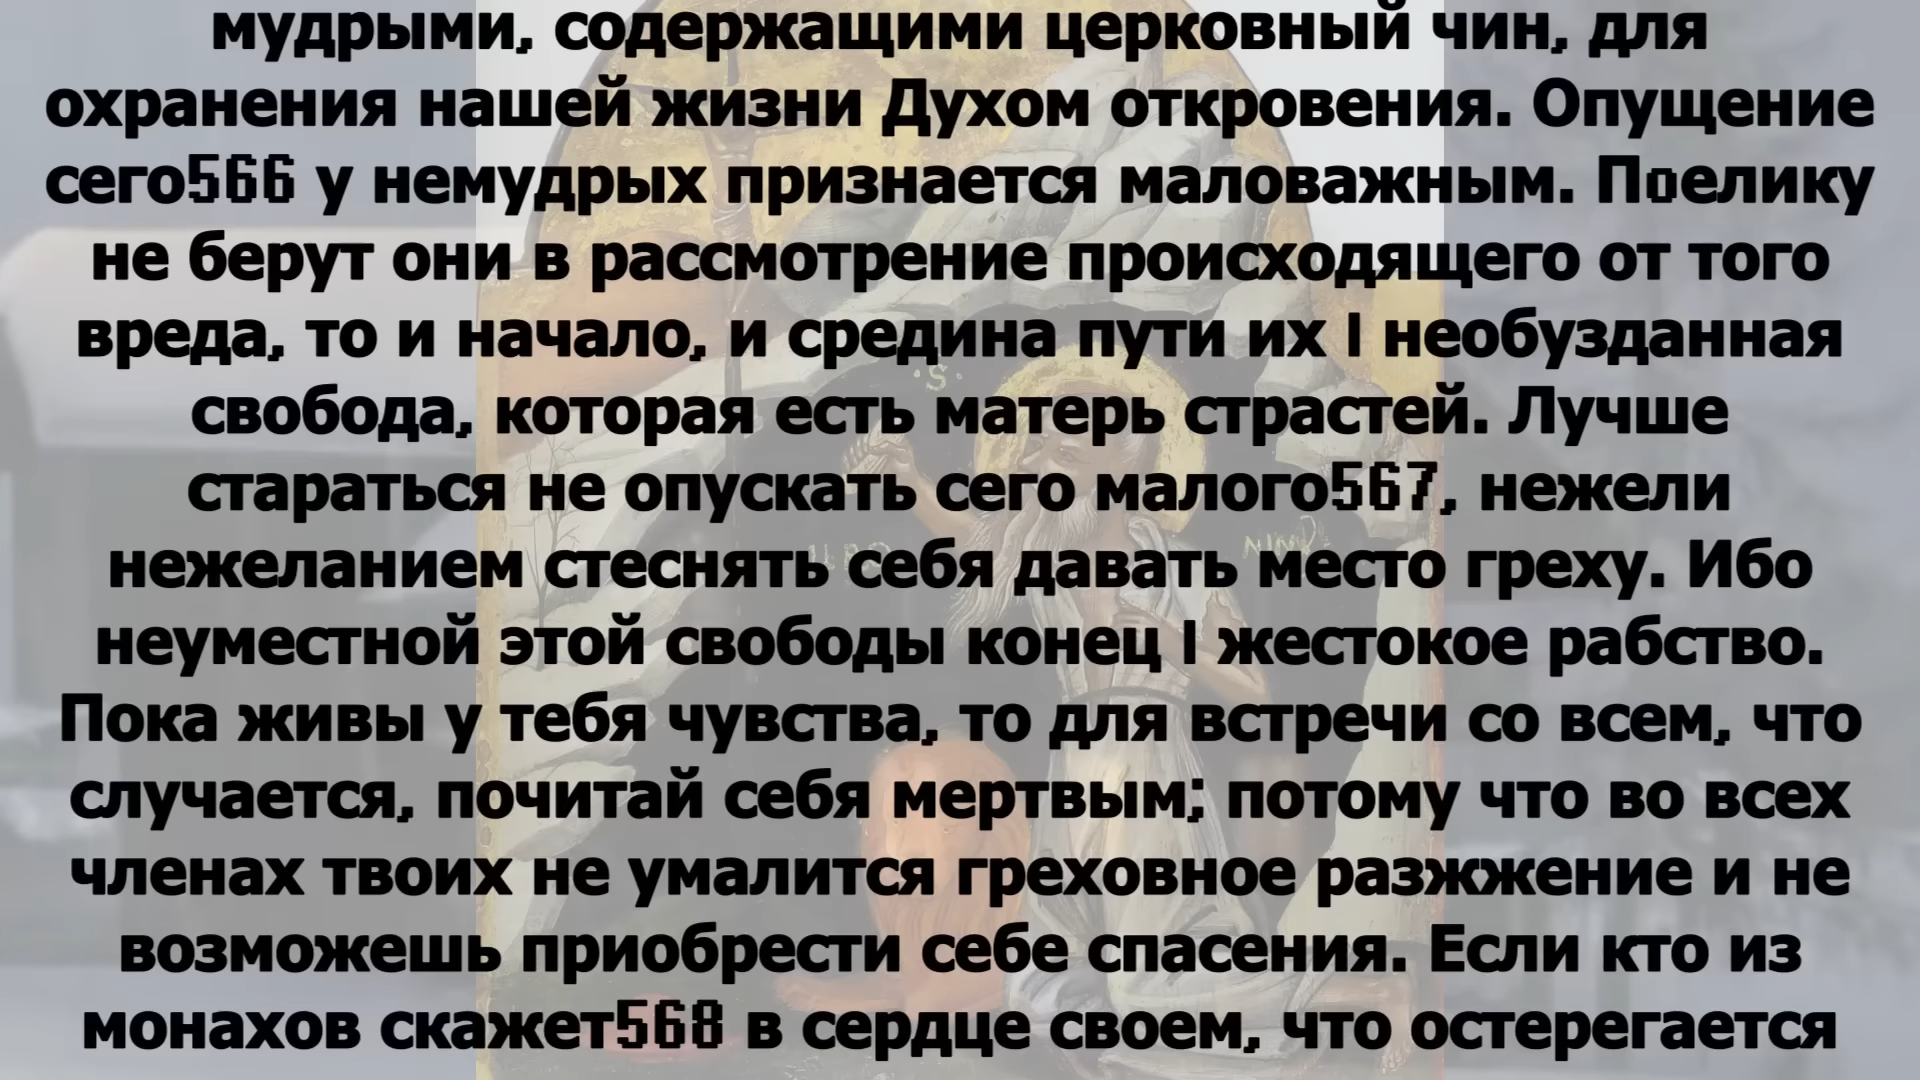 мудрыми, содержащими церковный чин, для
охранения нашей жизни Духом откровения. Опущение
сего566 у немудрых признается маловажным. Поелику
не берут они в рассмотрение происходящего от того
вреда, то и начало, и средина пути их I необузданная
свобода, которая есть матерь страстей. Лучше
стараться не опускать сего малого567, нежели
нежеланием стеснять себя давать место греху. Ибо
неуместной этой свободы конец I жестокое рабство.
Пока живы у тебя чувства, то для встречи со всем, что
случается, почитай себя мертвым; потому что во всех
членах твоих не умалится греховное разжжение и не
возможешь приобрести себе спасения. Если кто из
монахов скажет568 в сердце своем, что остерегается